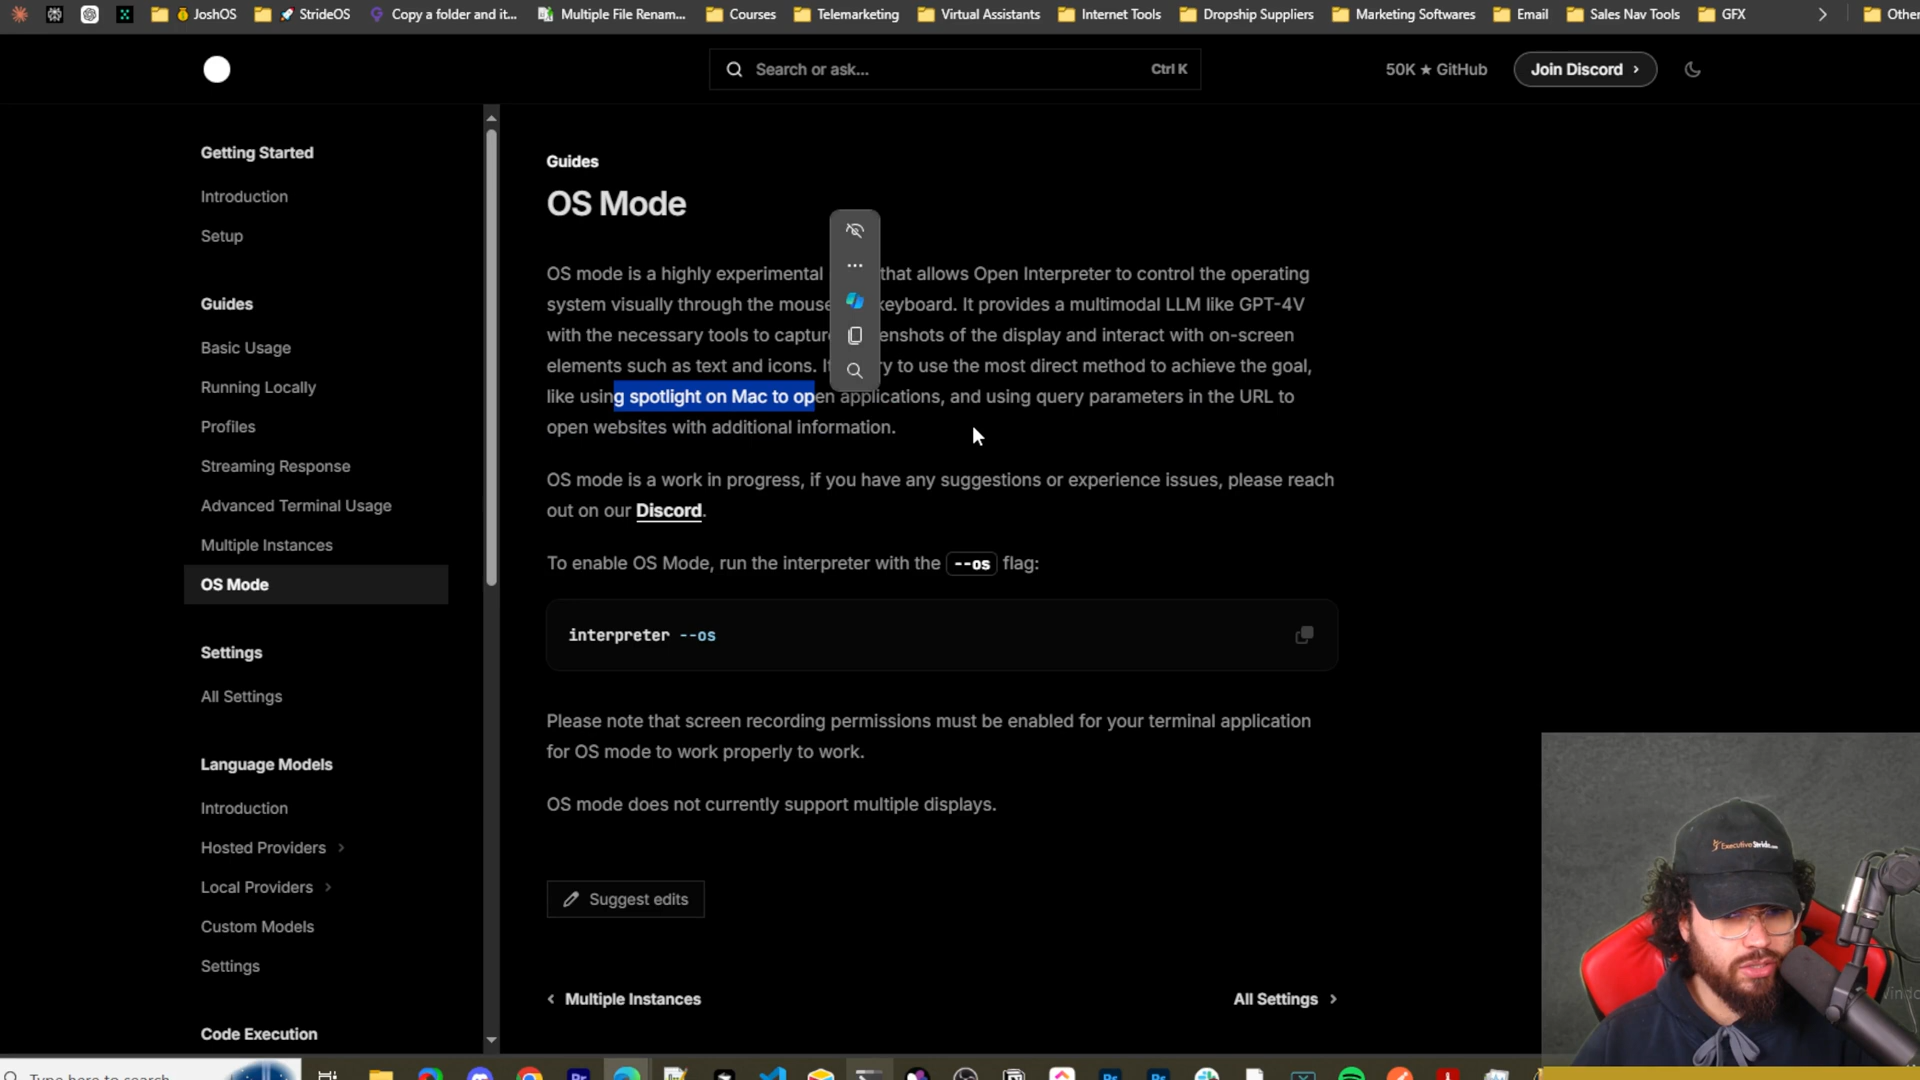 JoshOS
StrideOS
Copy a folder and it...
Multiple File Renam...
Courses
Telemarketing
Virtual Assistants
Internet Tools
Dropship Suppliers
Marketing Softwares
Email
Sales Nav Tools
GFX
Other
Search or ask...
Ctrl K
50K ★ GitHub
Join Discord
Getting Started
Introduction
Setup
Guides
Basic Usage
Running Locally
Profiles
Streaming Response
Advanced Terminal Usage
Multiple Instances
OS Mode
Settings
All Settings
Language Models
Introduction
Hosted Providers
Local Providers
Custom Models
Settings
Code Execution
Guides
OS Mode
OS mode is a highly experimental that allows Open Interpreter to control the operating
system visually through the mouse keyboard. It provides a multimodal LLM like GPT-4V
with the necessary tools to capture enshots of the display and interact with on-screen
elements such as text and icons. It ry to use the most direct method to achieve the goal,
like using spotlight on Mac to open applications, and using query parameters in the URL to
open websites with additional information.
OS mode is a work in progress, if you have any suggestions or experience issues, please reach
out on our Discord.
To enable OS Mode, run the interpreter with the --os flag:
interpreter --os
Please note that screen recording permissions must be enabled for your terminal application
for OS mode to work properly to work.
OS mode does not currently support multiple displays.
Suggest edits
Multiple Instances
All Settings
ExecutiveStride.com
Type here to search